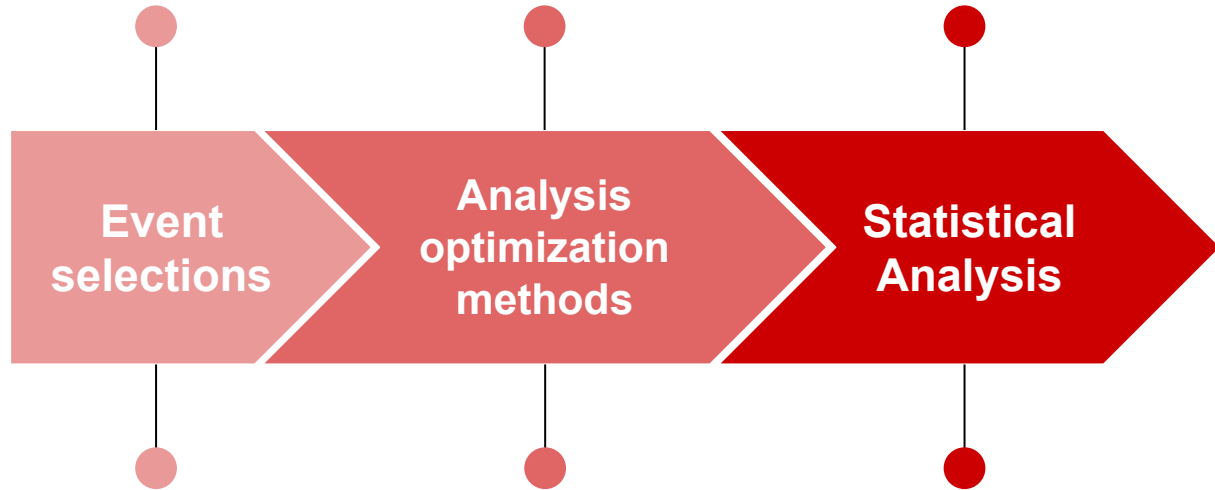 Event
selections
Analysis
optimization
methods
Statistical
Analysis